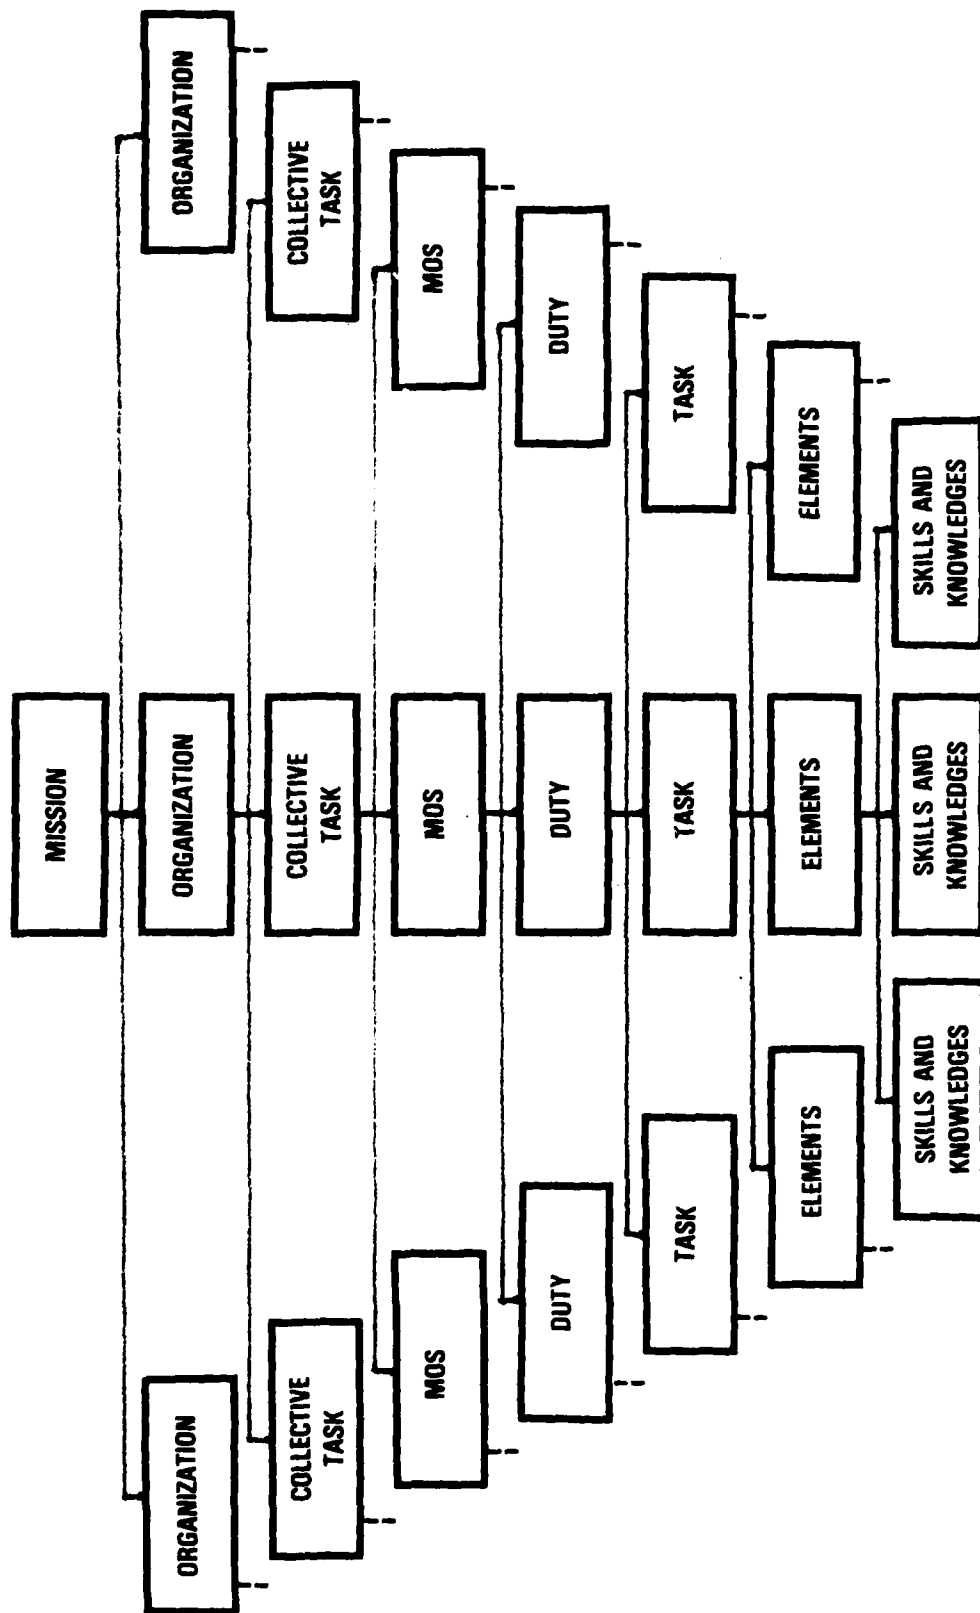 MISSION
ORGANIZATION
ORGANIZATION
ORGANIZATION
COLLECTIVE
TASK
COLLECTIVE
TASK
COLLECTIVE
TASK
MOS
MOS
MOS
DUTY
DUTY
DUTY
TASK
TASK
TASK
ELEMENTS
ELEMENTS
ELEMENTS
SKILLS AND
KNOWLEDGES
SKILLS AND
KNOWLEDGES
SKILLS AND
KNOWLEDGES